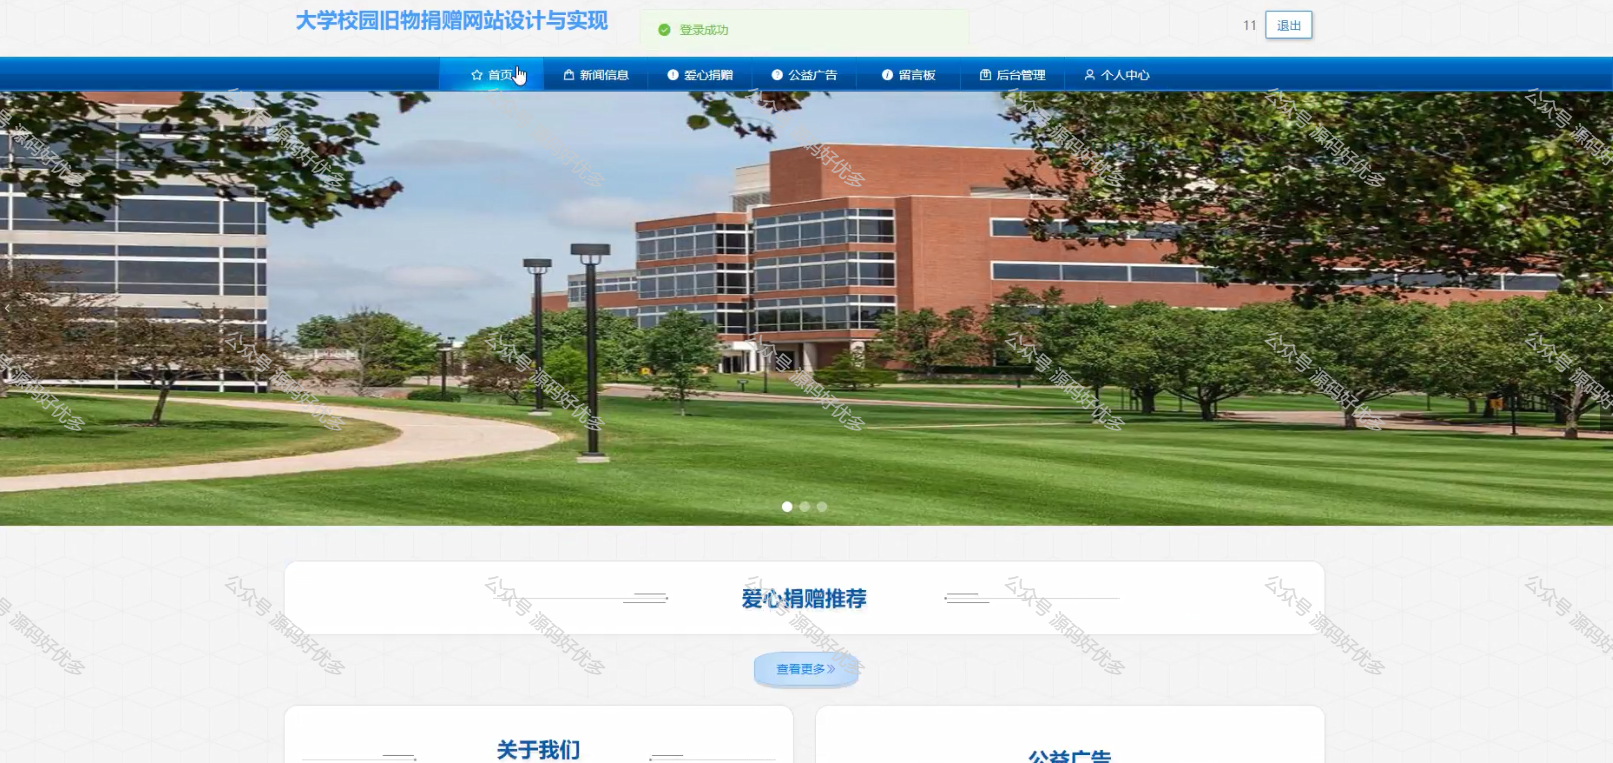 大学校园旧物捐赠网站设计与实现
登录成功
11 退出
首页 新闻信息 爱心捐赠 公益广告 留言板 后台管理 个人中心
爱心捐赠推荐
查看更多
关于我们
公益广告
公众号 源码好优多